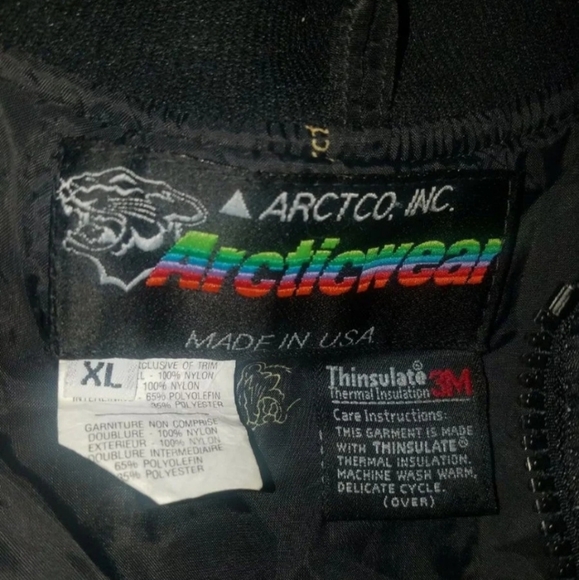 ARCTCO, INC.
Arcticwear
MADE IN U.S.A.
XL
OF TRIM
- 100% NYLON
100% NYLON
65% POLYOLEFIN
35% POLYESTER
GARNITURE NON COMPRISE
DOUBLURE - 100% NYLON
EXTERIEUR - 100% NYLON
DOUBLURE INTERMEDIAIRE
65% POLYOLEFIN
35% POLYESTER
Thinsulate 3M
Thermal Insulation
Care Instructions:
THIS GARMENT IS MADE
WITH THINSULATE®
THERMAL INSULATION.
MACHINE WASH WARM,
DELICATE CYCLE.
(OVER)